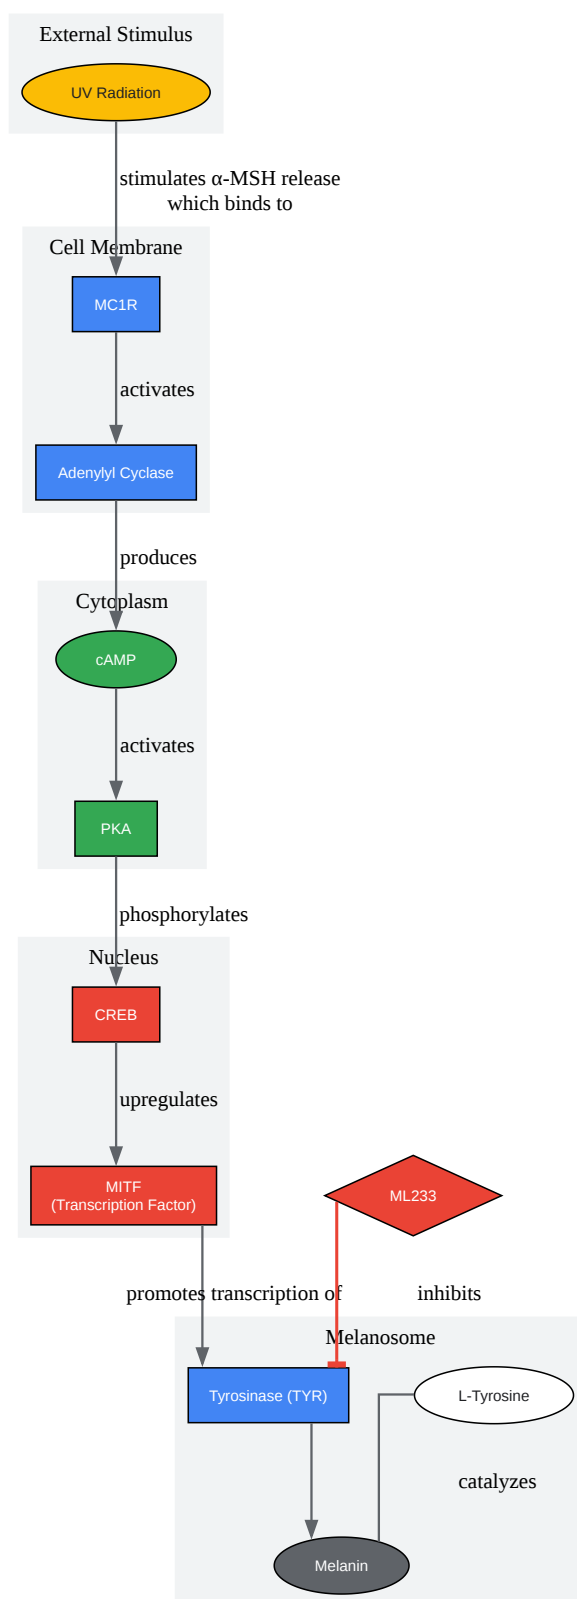 External Stimulus
UV Radiation
stimulates α-MSH release
which binds to
Cell Membrane
MC1R
activates
Adenylyl Cyclase
produces
Cytoplasm
cAMP
activates
PKA
phosphorylates
Nucleus
CREB
upregulates
MITF
(Transcription Factor)
ML233
promotes transcription of
inhibits
Melanosome
Tyrosinase (TYR)
L-Tyrosine
catalyzes
Melanin